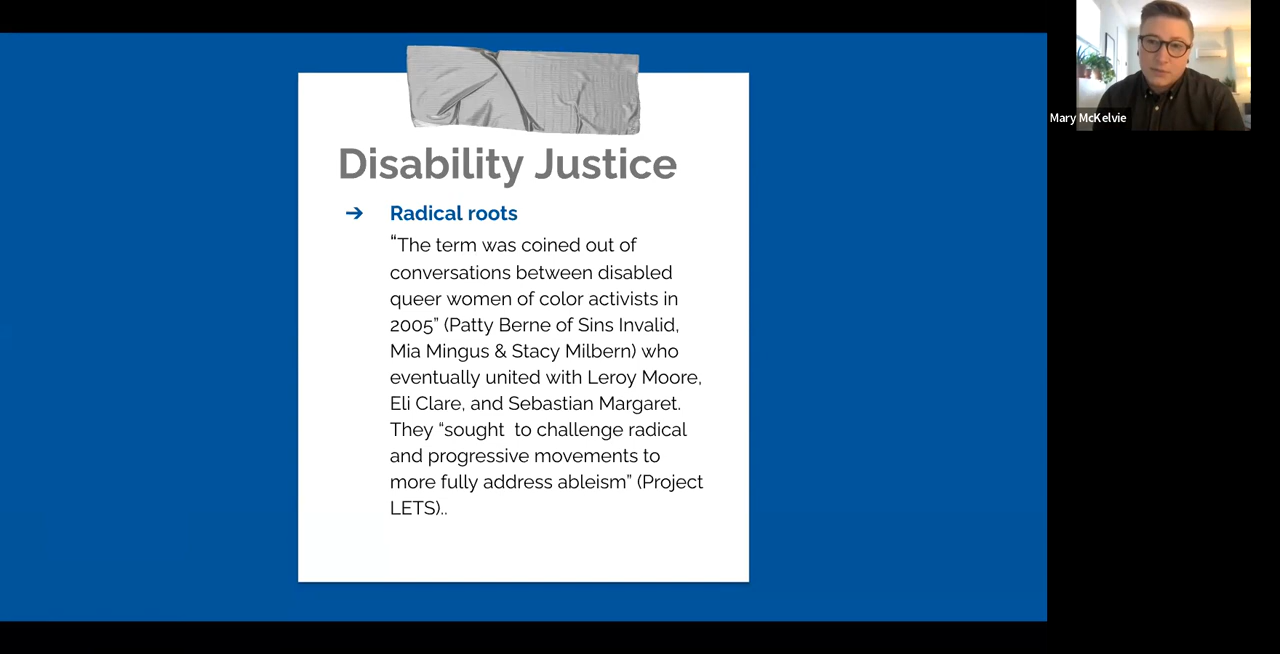 Disability Justice
➔ Radical roots
“The term was coined out of
conversations between disabled
queer women of color activists in
2005” (Patty Berne of Sins Invalid,
Mia Mingus & Stacy Milbern) who
eventually united with Leroy Moore,
Eli Clare, and Sebastian Margaret.
They “sought  to challenge radical
and progressive movements to
more fully address ableism” (Project
LETS)..
Mary McKelvie